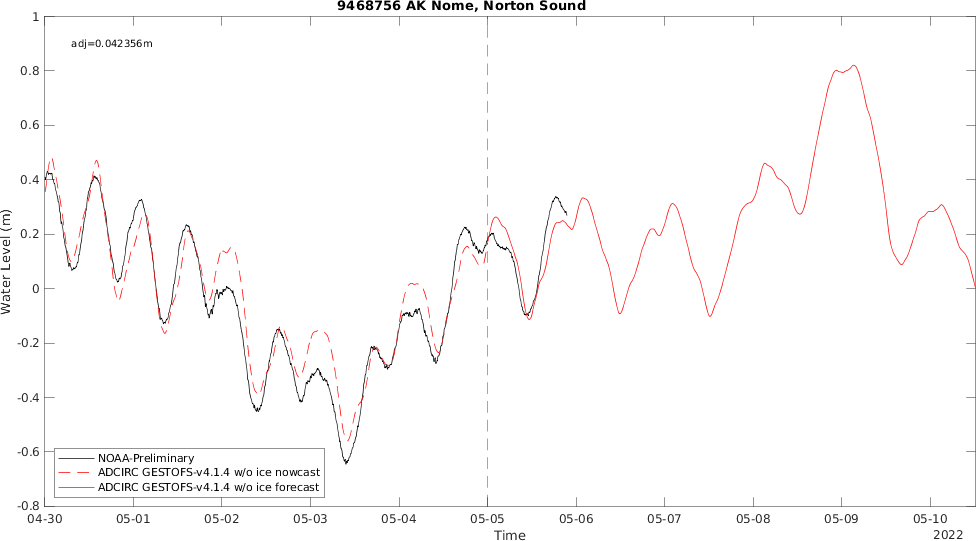 9468756 AK Nome, Norton Sound
adj=0.042356m
1
0.8
0.6
0.4
0.2
0
-0.2
-0.4
-0.6
-0.8
Water Level (m)
NOAA-Preliminary
ADCIRC GESTOFS-v4.1.4 w/o ice nowcast
ADCIRC GESTOFS-v4.1.4 w/o ice forecast
04-30 05-01 05-02 05-03 05-04 05-05 05-06 05-07 05-08 05-09 05-10
Time
2022